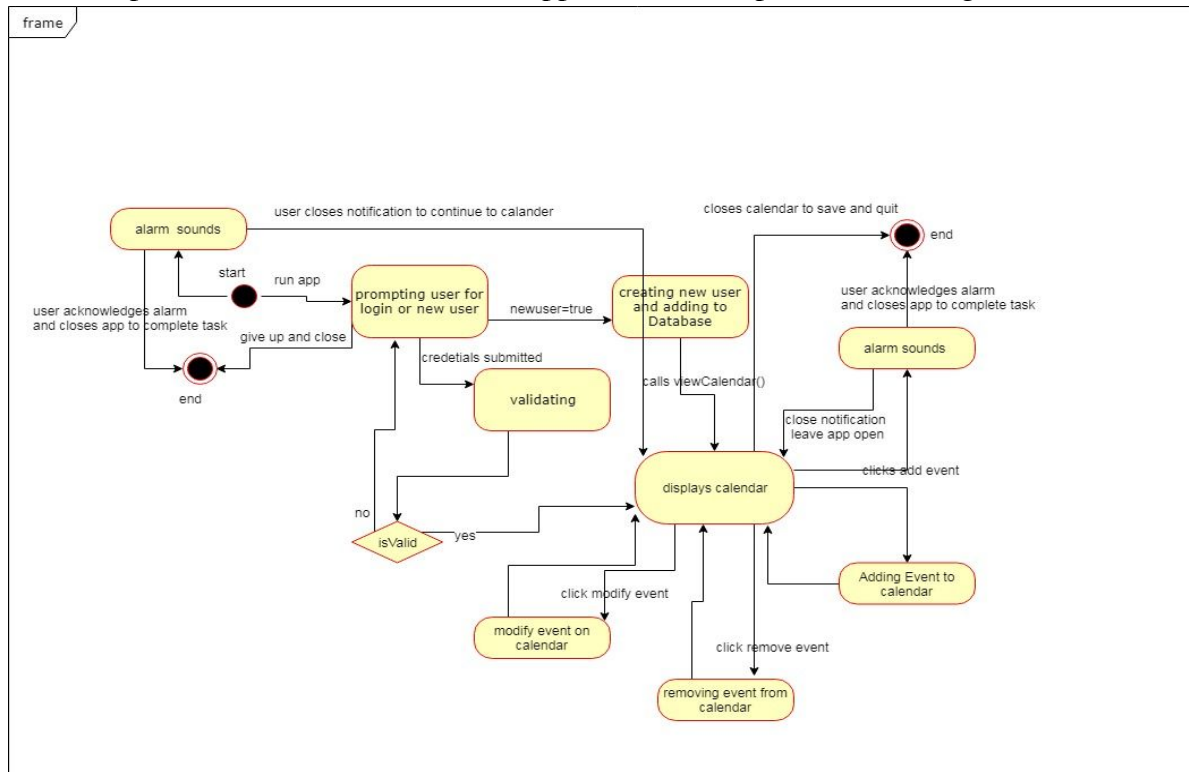 frame
user closes notification to continue to calander
closes calendar to save and quit
alarm sounds
end
start
run app
prompting user for
login or new user
newuser=true
creating new user
and adding to
Database
user acknowledges alarm
and closes app to complete task
user acknowledges alarm
and closes app to complete task
give up and close
end
credetials submitted
alarm sounds
calls viewCalendar()
validating
close notification
leave app open
clicks add event
displays calendar
no
yes
isValid
click modify event
Adding Event to
calendar
modify event on
calendar
click remove event
removing event from
calendar